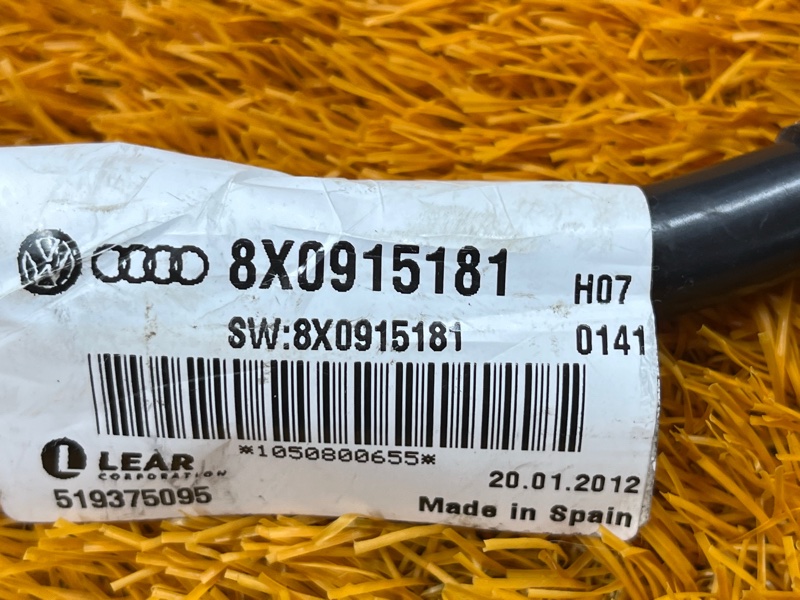 8X0915181 H07
SW:8X0915181 0141
*1050800655*
L LEAR
CORPORATION
20.01.2012
519375095
Made in Spain